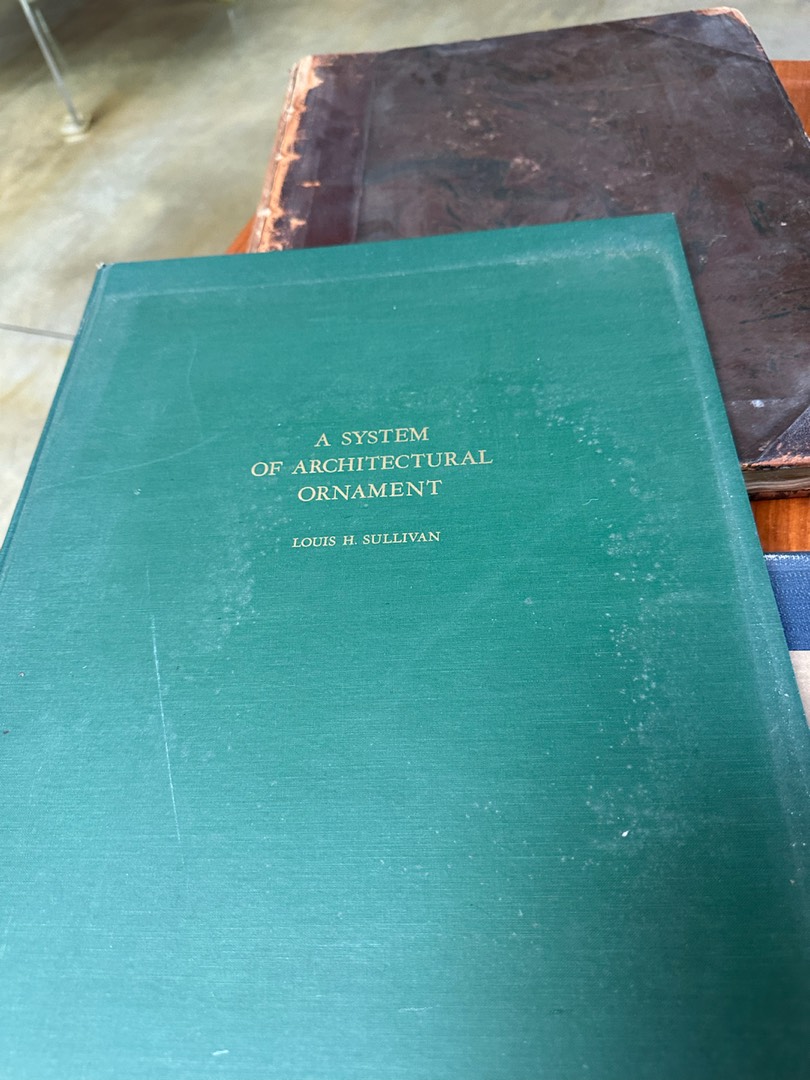 A SYSTEM
OF ARCHITECTURAL
ORNAMENT
LOUIS H. SULLIVAN